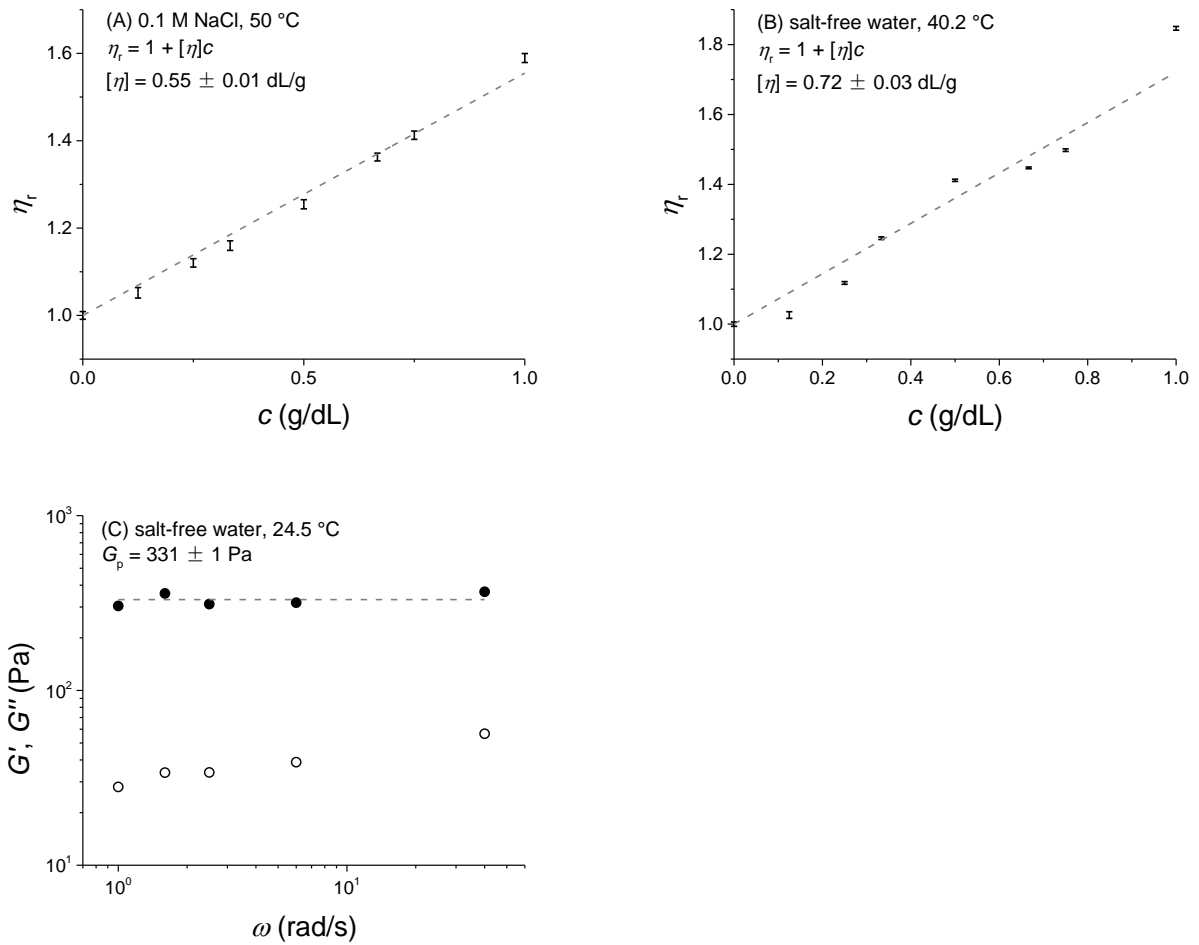 (A) 0.1 M NaCl, 50 °C
ηr = 1 + [η]c
[η] = 0.55 ± 0.01 dL/g
1.6
1.4
1.2
1.0
ηr
0.0
0.5
1.0
c (g/dL)
(B) salt-free water, 40.2 °C
ηr = 1 + [η]c
[η] = 0.72 ± 0.03 dL/g
1.8
1.6
1.4
1.2
1.0
ηr
0.0
0.2
0.4
0.6
0.8
1.0
c (g/dL)
(C) salt-free water, 24.5 °C
Gp = 331 ± 1 Pa
10³
10²
10¹
G', G'' (Pa)
10⁰
10¹
ω (rad/s)